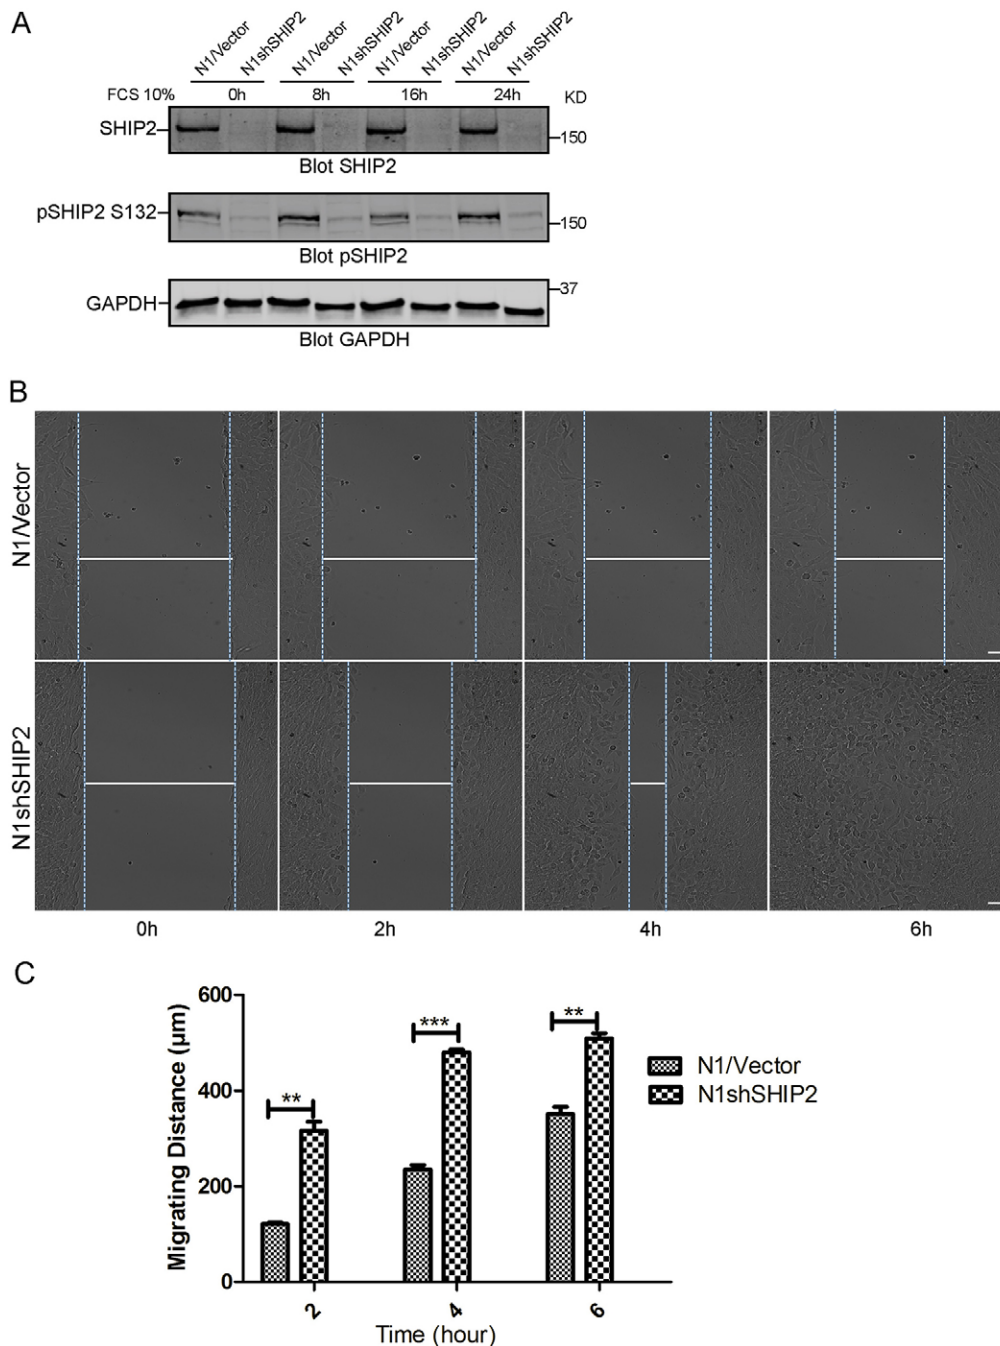 A
N1/Vector N1shSHIP2 N1/Vector N1shSHIP2 N1/Vector N1shSHIP2 N1/Vector N1shSHIP2
FCS 10% 0h 8h 16h 24h KD
SHIP2 150
Blot SHIP2
pSHIP2 S132 150
Blot pSHIP2
37
GAPDH
Blot GAPDH
B
N1/Vector
N1shSHIP2
0h 2h 4h 6h
C
Migrating Distance (µm)
600
400
200
0
** *** **
N1/Vector
N1shSHIP2
2 4 6
Time (hour)